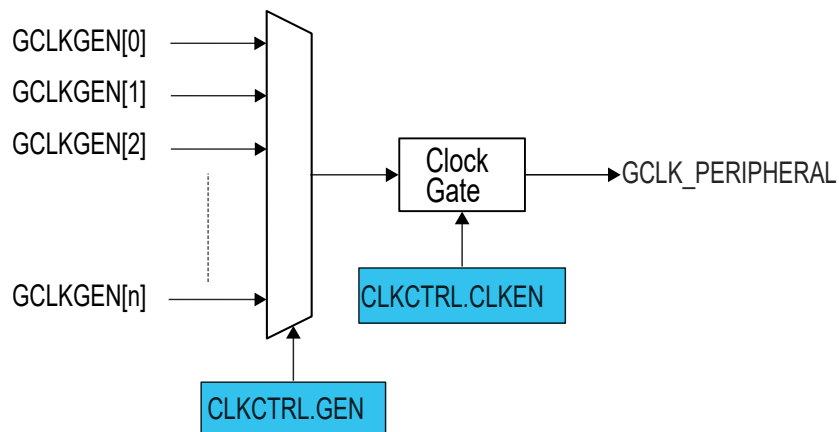 GCLKGEN[0]
GCLKGEN[1]
GCLKGEN[2]
Clock
Gate
GCLK_PERIPHERAL
GCLKGEN[n]
CLKCTRL.CLKEN
CLKCTRL.GEN